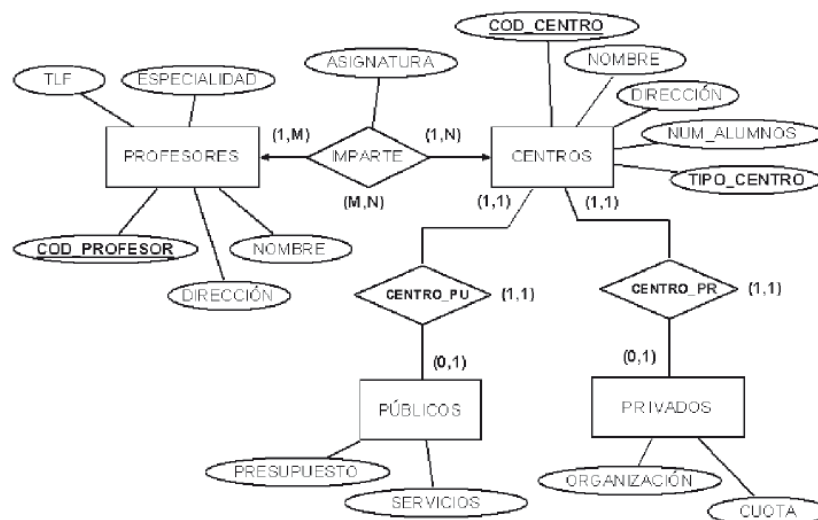 COD_CENTRO
ASIGNATURA
NOMBRE
TLF
ESPECIALIDAD
DIRECCIÓN
NUM_ALUMNOS
(1,M)
(1,N)
PROFESORES
IMPARTE
CENTROS
TIPO_CENTRO
(M,N)
(1,1)
(1,1)
COD_PROFESOR
NOMBRE
DIRECCIÓN
CENTRO_PU
(1,1)
CENTRO_PR
(1,1)
(0,1)
(0,1)
PÚBLICOS
PRIVADOS
PRESUPUESTO
ORGANIZACIÓN
SERVICIOS
CUOTA